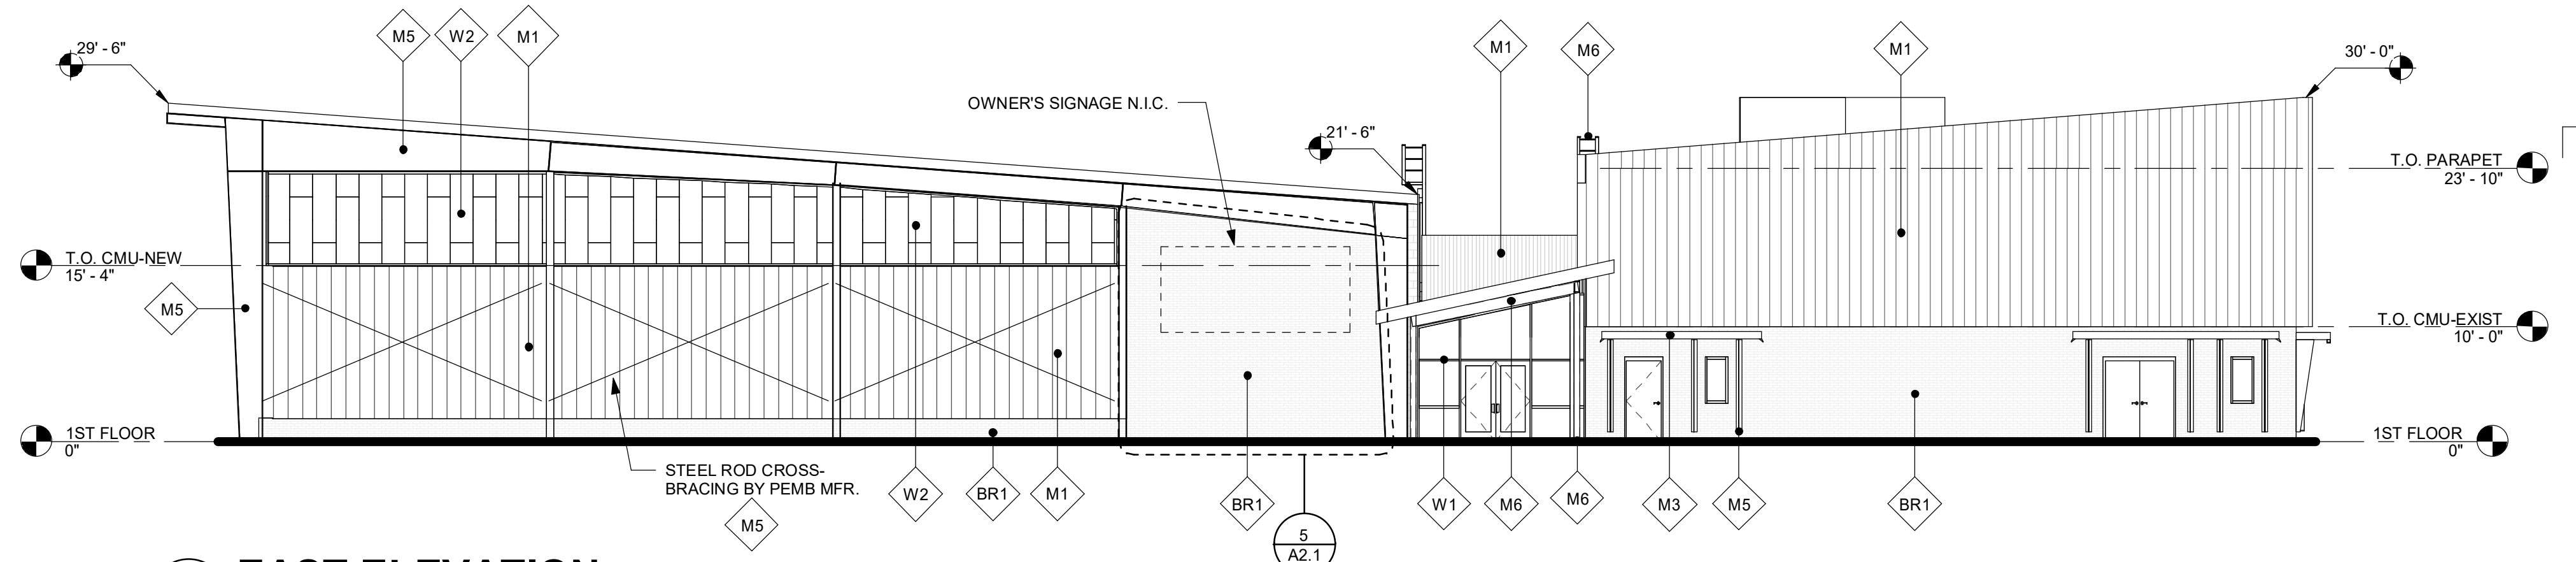 29' - 6"
M5
W2
M1
OWNER'S SIGNAGE N.I.C.
21' - 6"
M1
M6
M1
30' - 0"
T.O. PARAPET
23' - 10"
T.O. CMU-NEW
15' - 4"
M5
T.O. CMU-EXIST
10' - 0"
1ST FLOOR
0"
1ST FLOOR
0"
STEEL ROD CROSS-
BRACING BY PEMB MFR.
M5
W2
BR1
M1
BR1
W1
M6
M6
M3
M5
BR1
5
A2.1
EAST ELEVATION